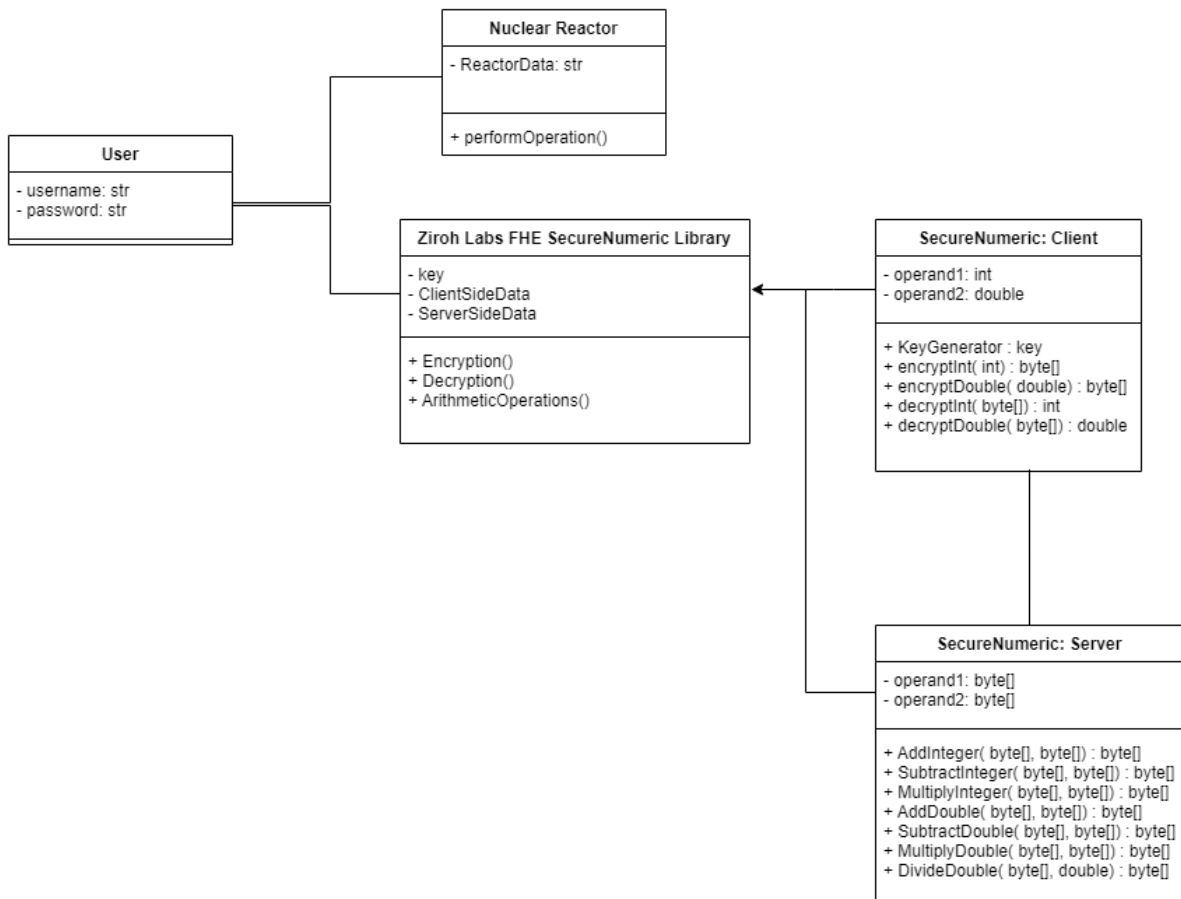 Nuclear Reactor
- ReactorData: str
+ performOperation()
User
- username: str
- password: str
Ziroh Labs FHE SecureNumeric Library
- key
- ClientSideData
- ServerSideData
+ Encryption()
+ Decryption()
+ ArithmeticOperations()
SecureNumeric: Client
- operand1: int
- operand2: double
+ KeyGenerator : key
+ encryptInt( int) : byte[]
+ encryptDouble( double) : byte[]
+ decryptInt( byte[]) : int
+ decryptDouble( byte[]) : double
SecureNumeric: Server
- operand1: byte[]
- operand2: byte[]
+ AddInteger( byte[], byte[]) : byte[]
+ SubtractInteger( byte[], byte[]) : byte[]
+ MultiplyInteger( byte[], byte[]) : byte[]
+ AddDouble( byte[], byte[]) : byte[]
+ SubtractDouble( byte[], byte[]) : byte[]
+ MultiplyDouble( byte[], byte[]) : byte[]
+ DivideDouble( byte[], double) : byte[]